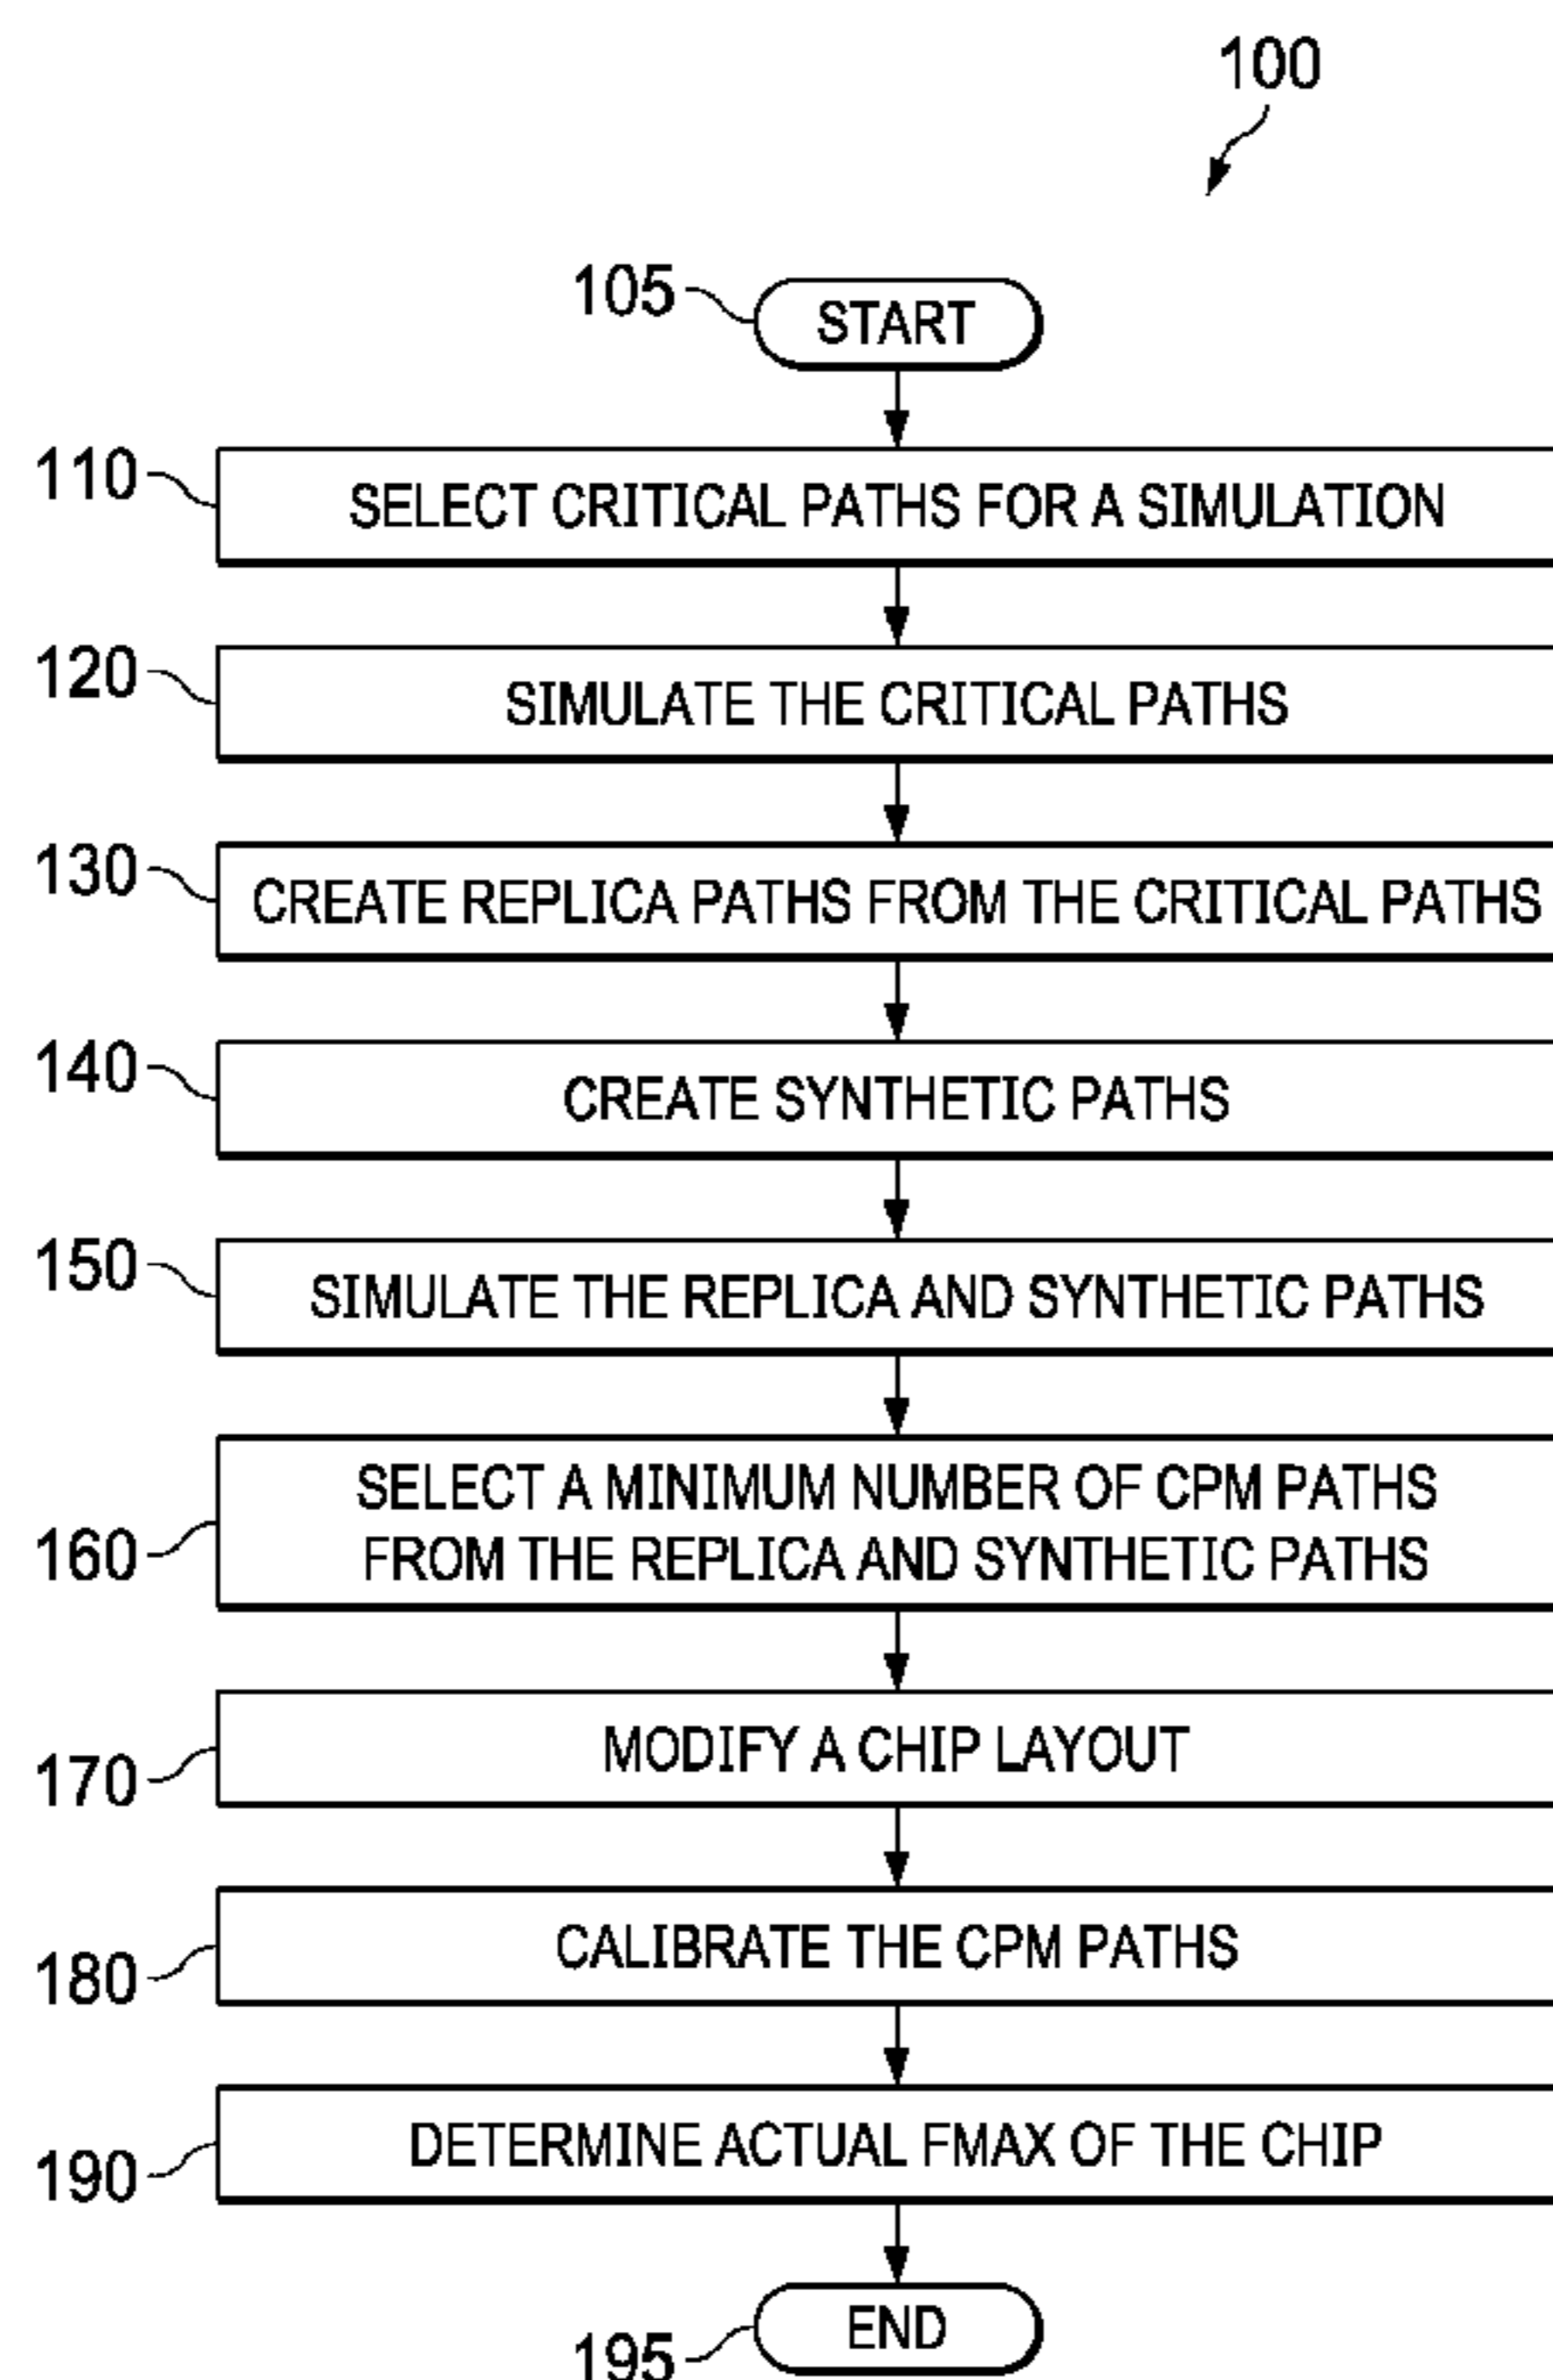 100
105
START
110
SELECT CRITICAL PATHS FOR A SIMULATION
120
SIMULATE THE CRITICAL PATHS
130
CREATE REPLICA PATHS FROM THE CRITICAL PATHS
140
CREATE SYNTHETIC PATHS
150
SIMULATE THE REPLICA AND SYNTHETIC PATHS
160
SELECT A MINIMUM NUMBER OF CPM PATHS
FROM THE REPLICA AND SYNTHETIC PATHS
170
MODIFY A CHIP LAYOUT
180
CALIBRATE THE CPM PATHS
190
DETERMINE ACTUAL FMAX OF THE CHIP
195
END